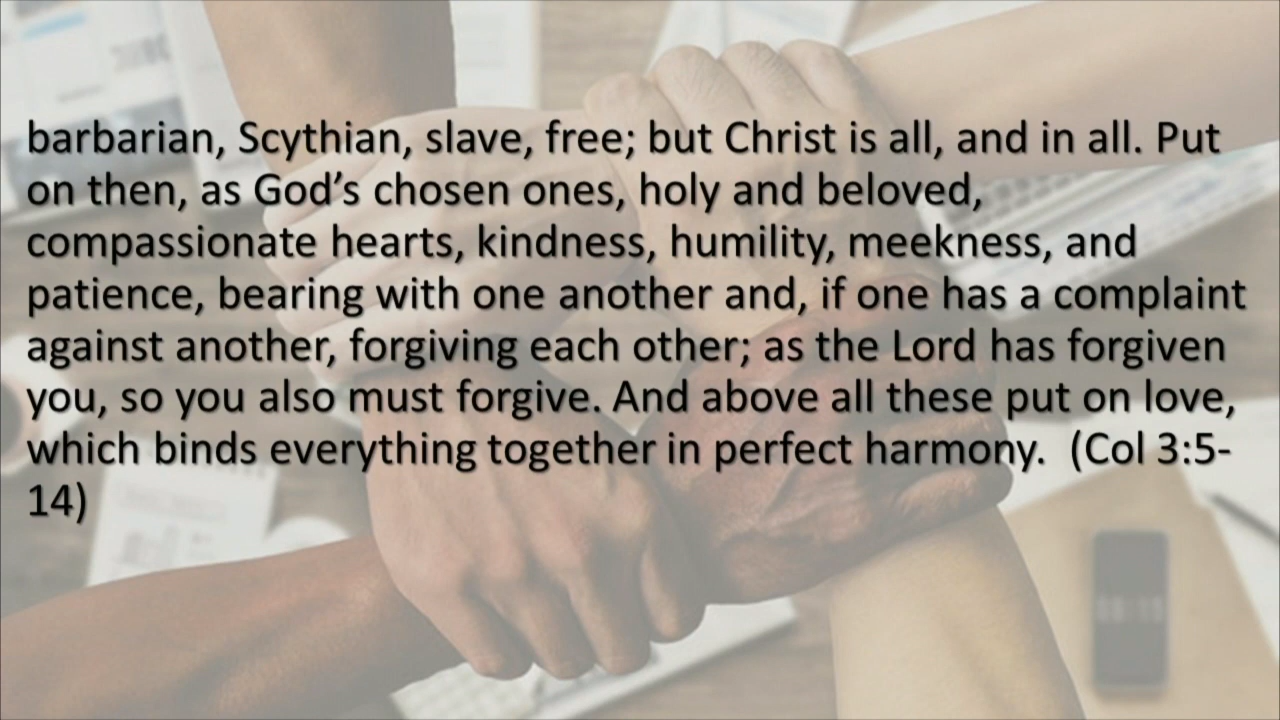 barbarian, Scythian, slave, free; but Christ is all, and in all. Put
on then, as God’s chosen ones, holy and beloved,
compassionate hearts, kindness, humility, meekness, and
patience, bearing with one another and, if one has a complaint
against another, forgiving each other; as the Lord has forgiven
you, so you also must forgive. And above all these put on love,
which binds everything together in perfect harmony.  (Col 3:5-
14)